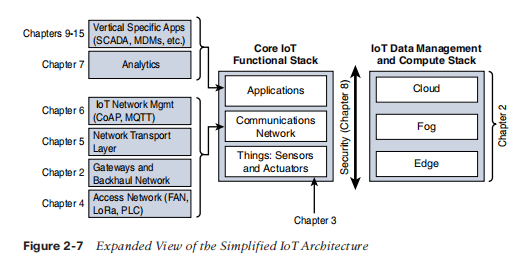 Chapters 9-15
Vertical Specific Apps
(SCADA, MDMs, etc.)
Chapter 7
Analytics
Chapter 6
IoT Network Mgmt
(CoAP, MQTT)
Chapter 5
Network Transport
Layer
Chapter 2
Gateways and
Backhaul Network
Chapter 4
Access Network (FAN,
LoRa, PLC)
Core IoT
Functional Stack
Applications
Communications
Network
Things: Sensors
and Actuators
Chapter 3
Security (Chapter 8)
IoT Data Management
and Compute Stack
Cloud
Fog
Edge
Chapter 2
Figure 2-7 Expanded View of the Simplified IoT Architecture